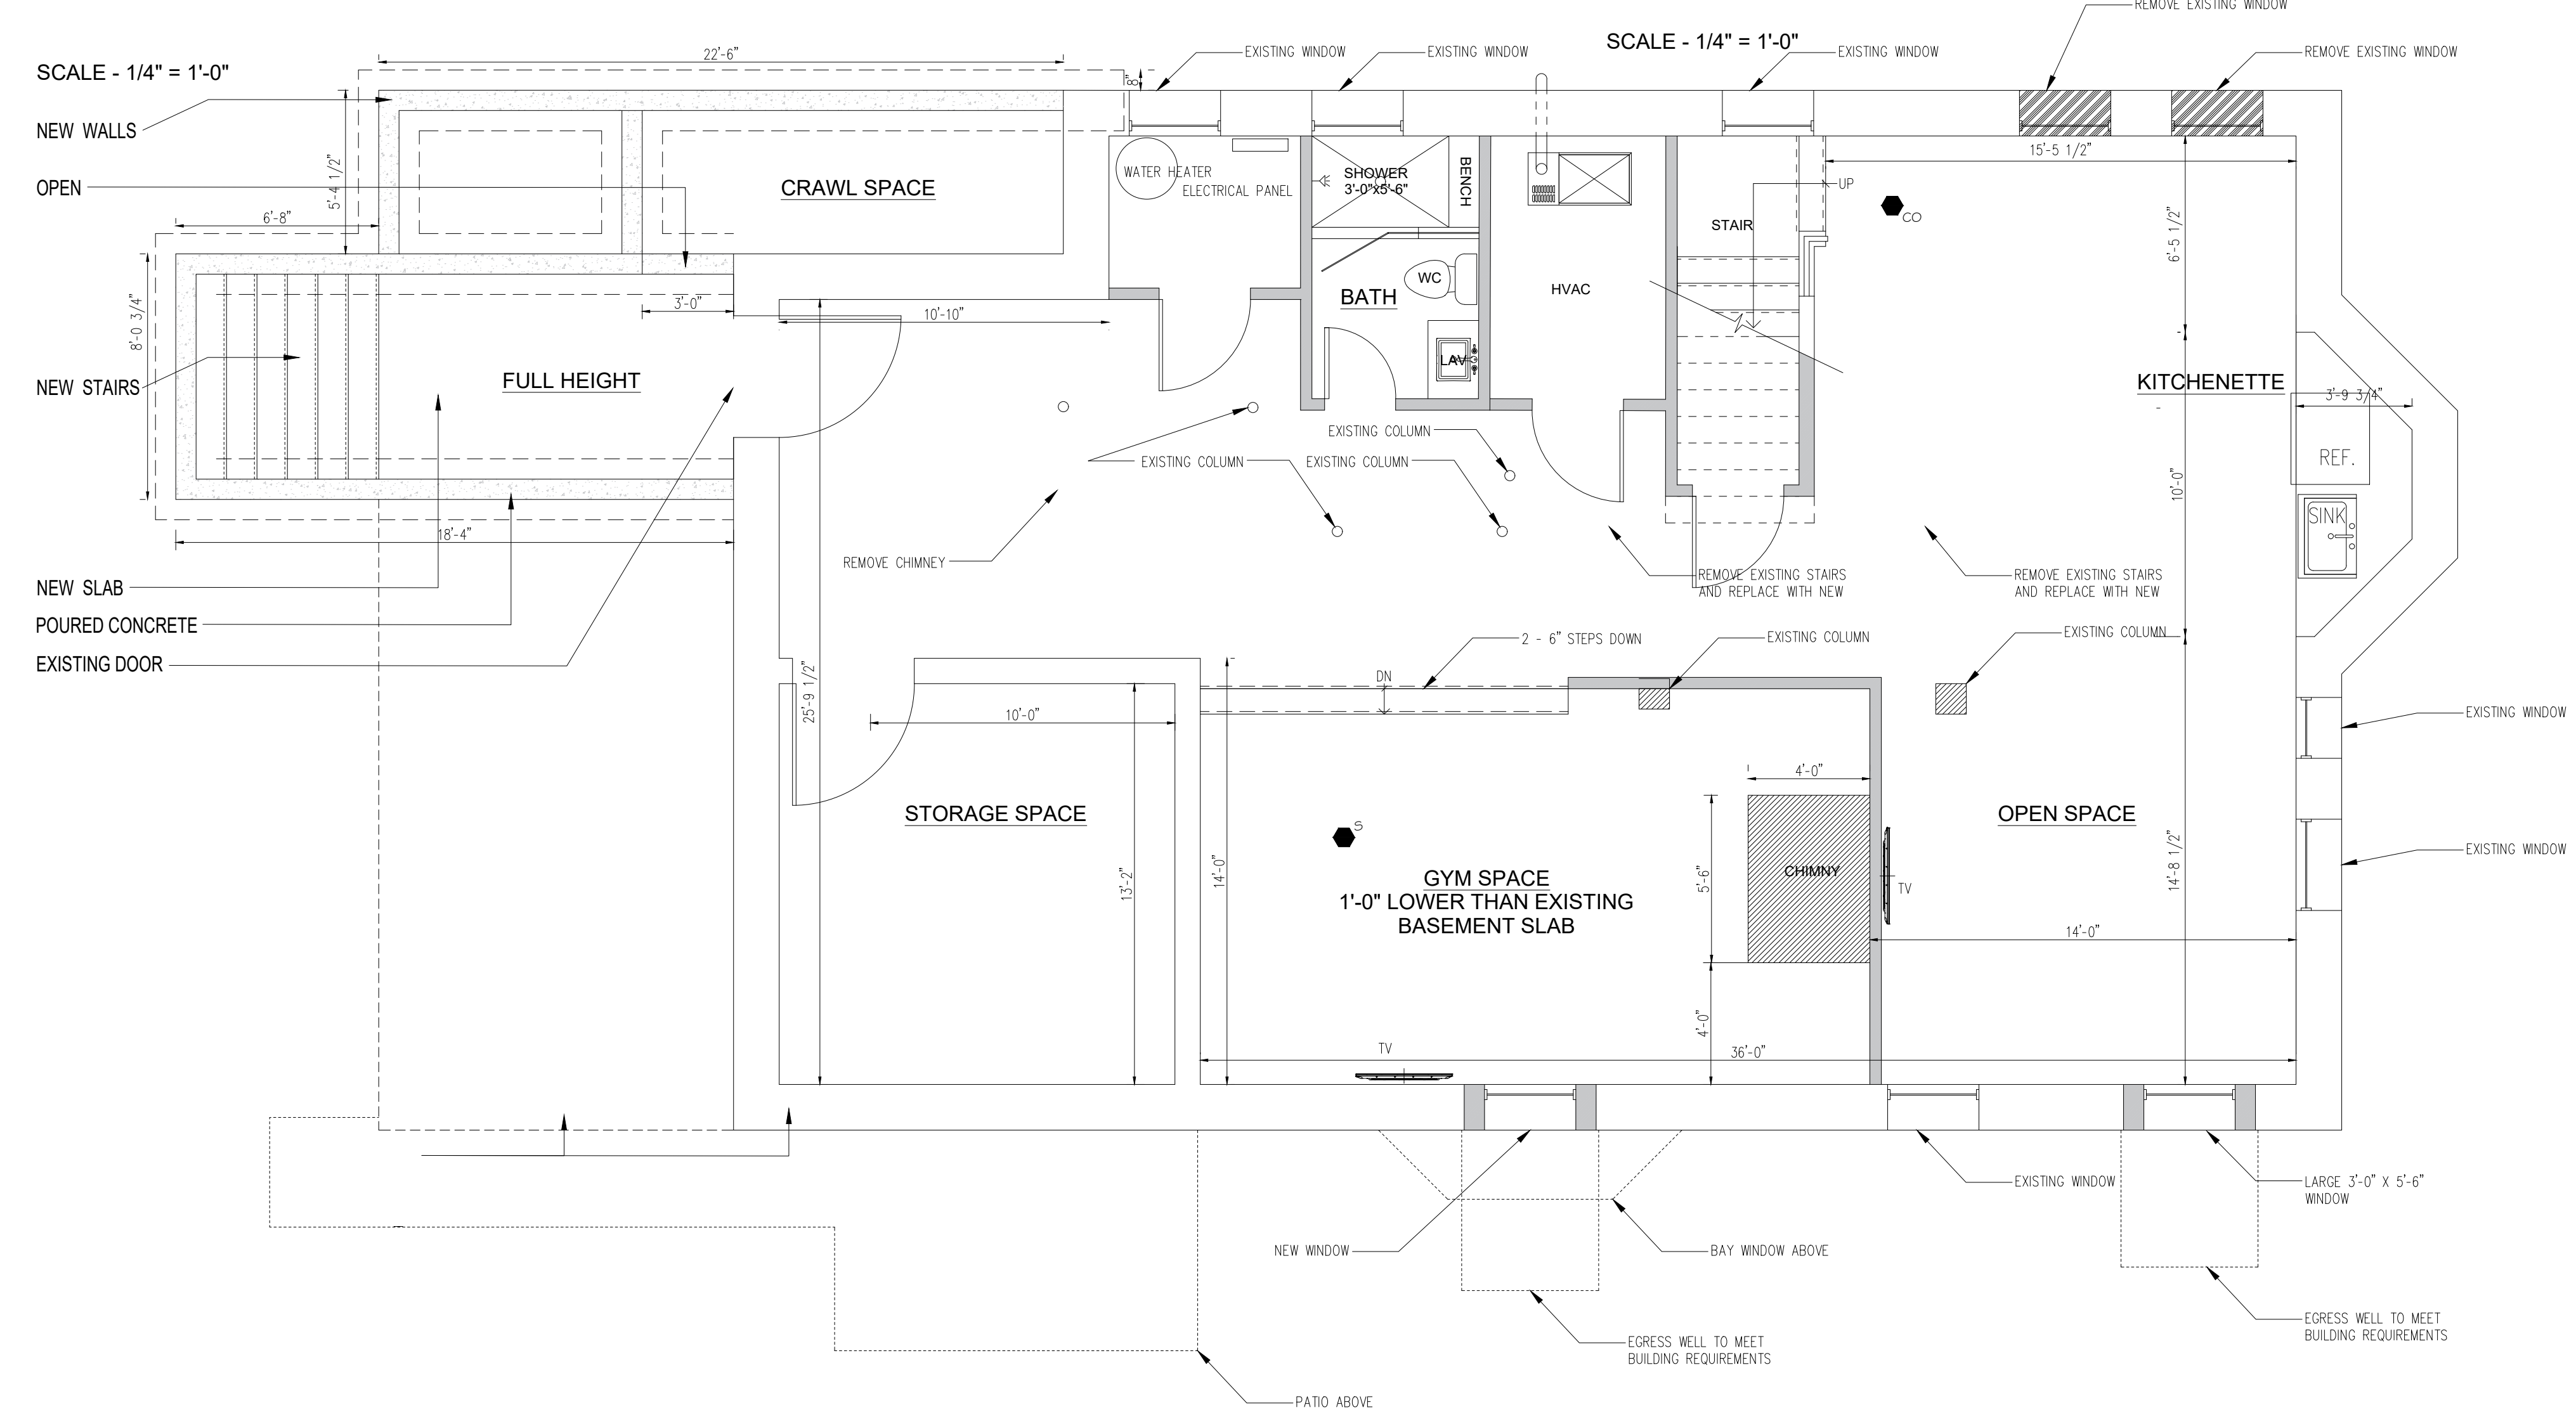 REMOVE EXISTING WINDOW
SCALE - 1/4" = 1'-0"
EXISTING WINDOW
EXISTING WINDOW
EXISTING WINDOW
REMOVE EXISTING WINDOW
22'-6"
SCALE - 1/4" = 1'-0"
8"
NEW WALLS
15'-5 1/2"
5'-4 1/2"
WATER HEATER
ELECTRICAL PANEL
SHOWER
3'-0"x5'-6"
BENCH
UP
OPEN
CRAWL SPACE
6'-8"
STAIR
CO
6'-5 1/2"
WC
BATH
HVAC
3'-0"
10'-10"
8'-0 3/4"
LAV
NEW STAIRS
FULL HEIGHT
KITCHENETTE
3'-9 3/4"
EXISTING COLUMN
EXISTING COLUMN
EXISTING COLUMN
REF.
10'-0"
SINK
18'-4"
REMOVE CHIMNEY
REMOVE EXISTING STAIRS
AND REPLACE WITH NEW
REMOVE EXISTING STAIRS
AND REPLACE WITH NEW
NEW SLAB
POURED CONCRETE
EXISTING DOOR
2 - 6" STEPS DOWN
EXISTING COLUMN
EXISTING COLUMN
DN
25'-9 1/2"
10'-0"
EXISTING WINDOW
4'-0"
STORAGE SPACE
OPEN SPACE
S
EXISTING WINDOW
13'-2"
14'-0"
GYM SPACE
1'-0" LOWER THAN EXISTING
BASEMENT SLAB
5'-6"
CHIMNY
TV
14'-8 1/2"
14'-0"
4'-0"
TV
36'-0"
EXISTING WINDOW
LARGE 3'-0" X 5'-6"
WINDOW
NEW WINDOW
BAY WINDOW ABOVE
EGRESS WELL TO MEET
BUILDING REQUIREMENTS
EGRESS WELL TO MEET
BUILDING REQUIREMENTS
PATIO ABOVE